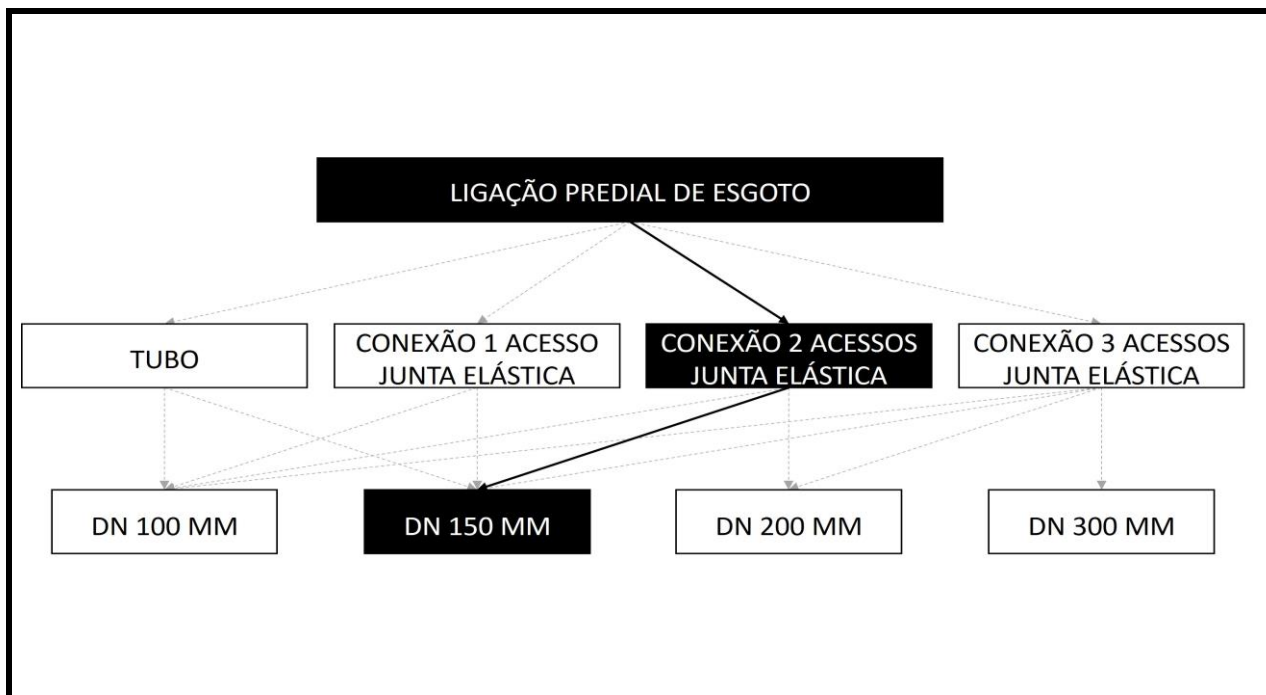 LIGAÇÃO PREDIAL DE ESGOTO
TUBO
CONEXÃO 1 ACESSO
JUNTA ELÁSTICA
CONEXÃO 2 ACESSOS
JUNTA ELÁSTICA
CONEXÃO 3 ACESSOS
JUNTA ELÁSTICA
DN 100 MM
DN 150 MM
DN 200 MM
DN 300 MM